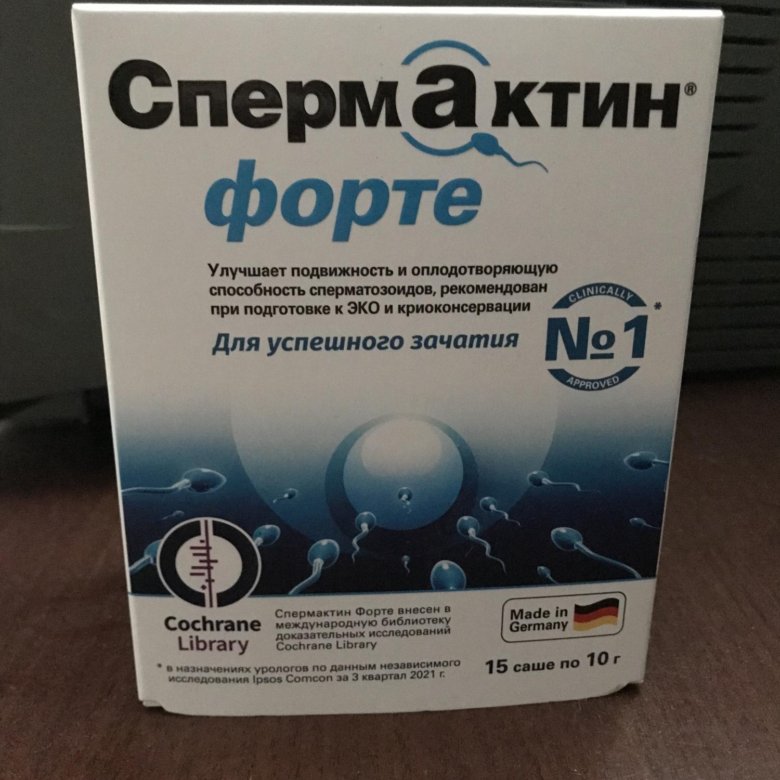 СпермАктин®
форте
Улучшает подвижность и оплодотворяющую
способность сперматозоидов, рекомендован
при подготовке к ЭКО и криоконсервации
Для успешного зачатия
CLINICALLY
№1*
APPROVED
Cochrane
Library
Спермактин Форте внесен в
международную библиотеку
доказательных исследований
Cochrane Library
Made in
Germany
* в назначениях урологов по данным независимого
исследования Ipsos Comcon за 3 квартал 2021 г.
15 саше по 10 г